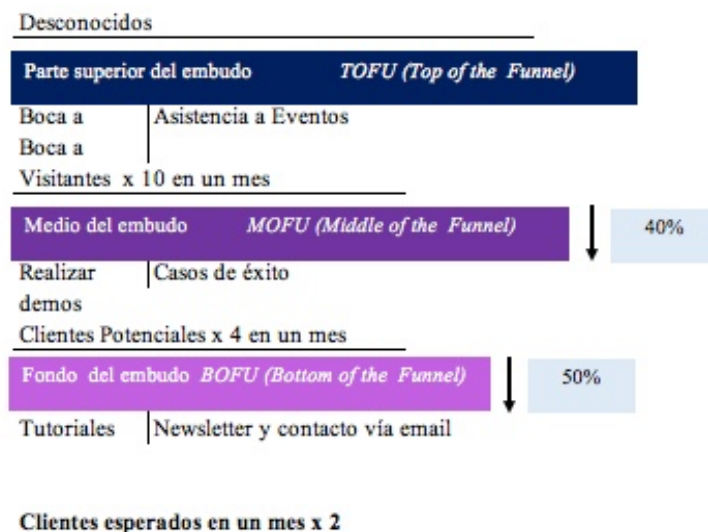 Desconocidos
Parte superior del embudo TOFU (Top of the Funnel)
Boca a Asistencia a Eventos
Boca a
Visitantes x 10 en un mes
Medio del embudo MOFU (Middle of the Funnel) 40%
Realizar Casos de éxito
demos
Clientes Potenciales x 4 en un mes
Fondo del embudo BOFU (Bottom of the Funnel) 50%
Tutoriales Newsletter y contacto vía email
Clientes esperados en un mes x 2